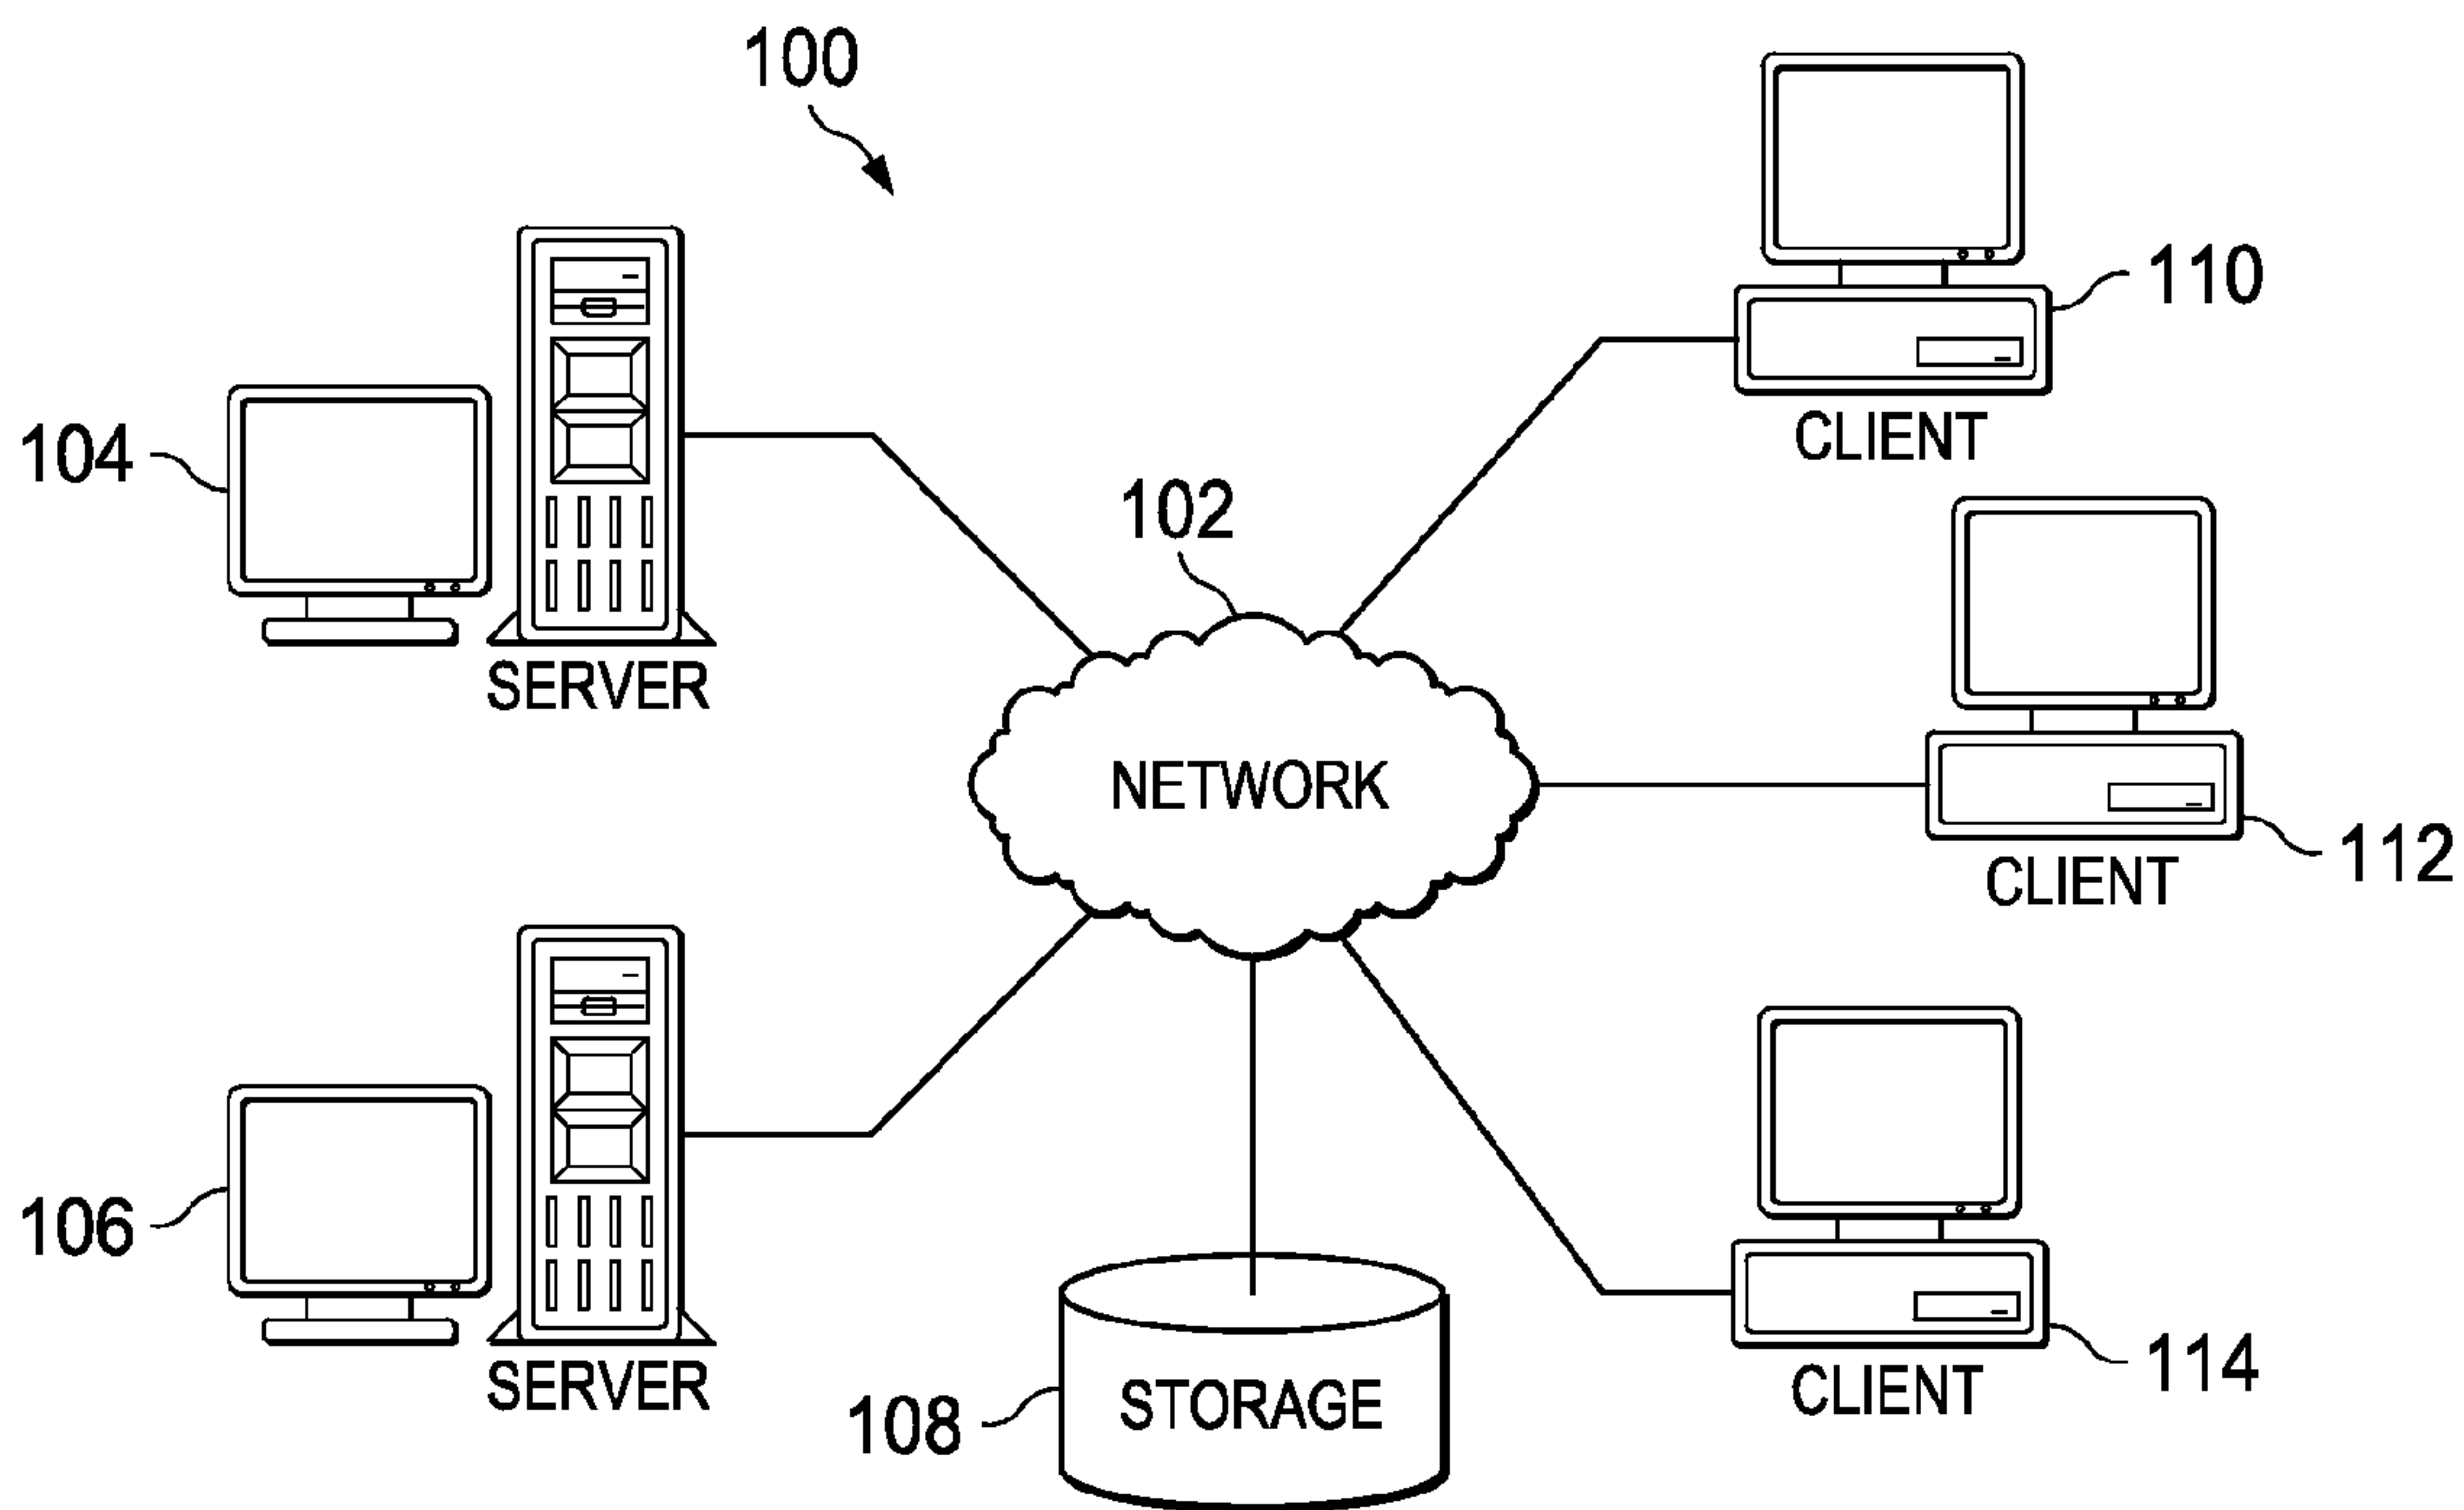 100
110
CLIENT
104
102
SERVER
NETWORK
112
CLIENT
106
SERVER
108
STORAGE
114
CLIENT